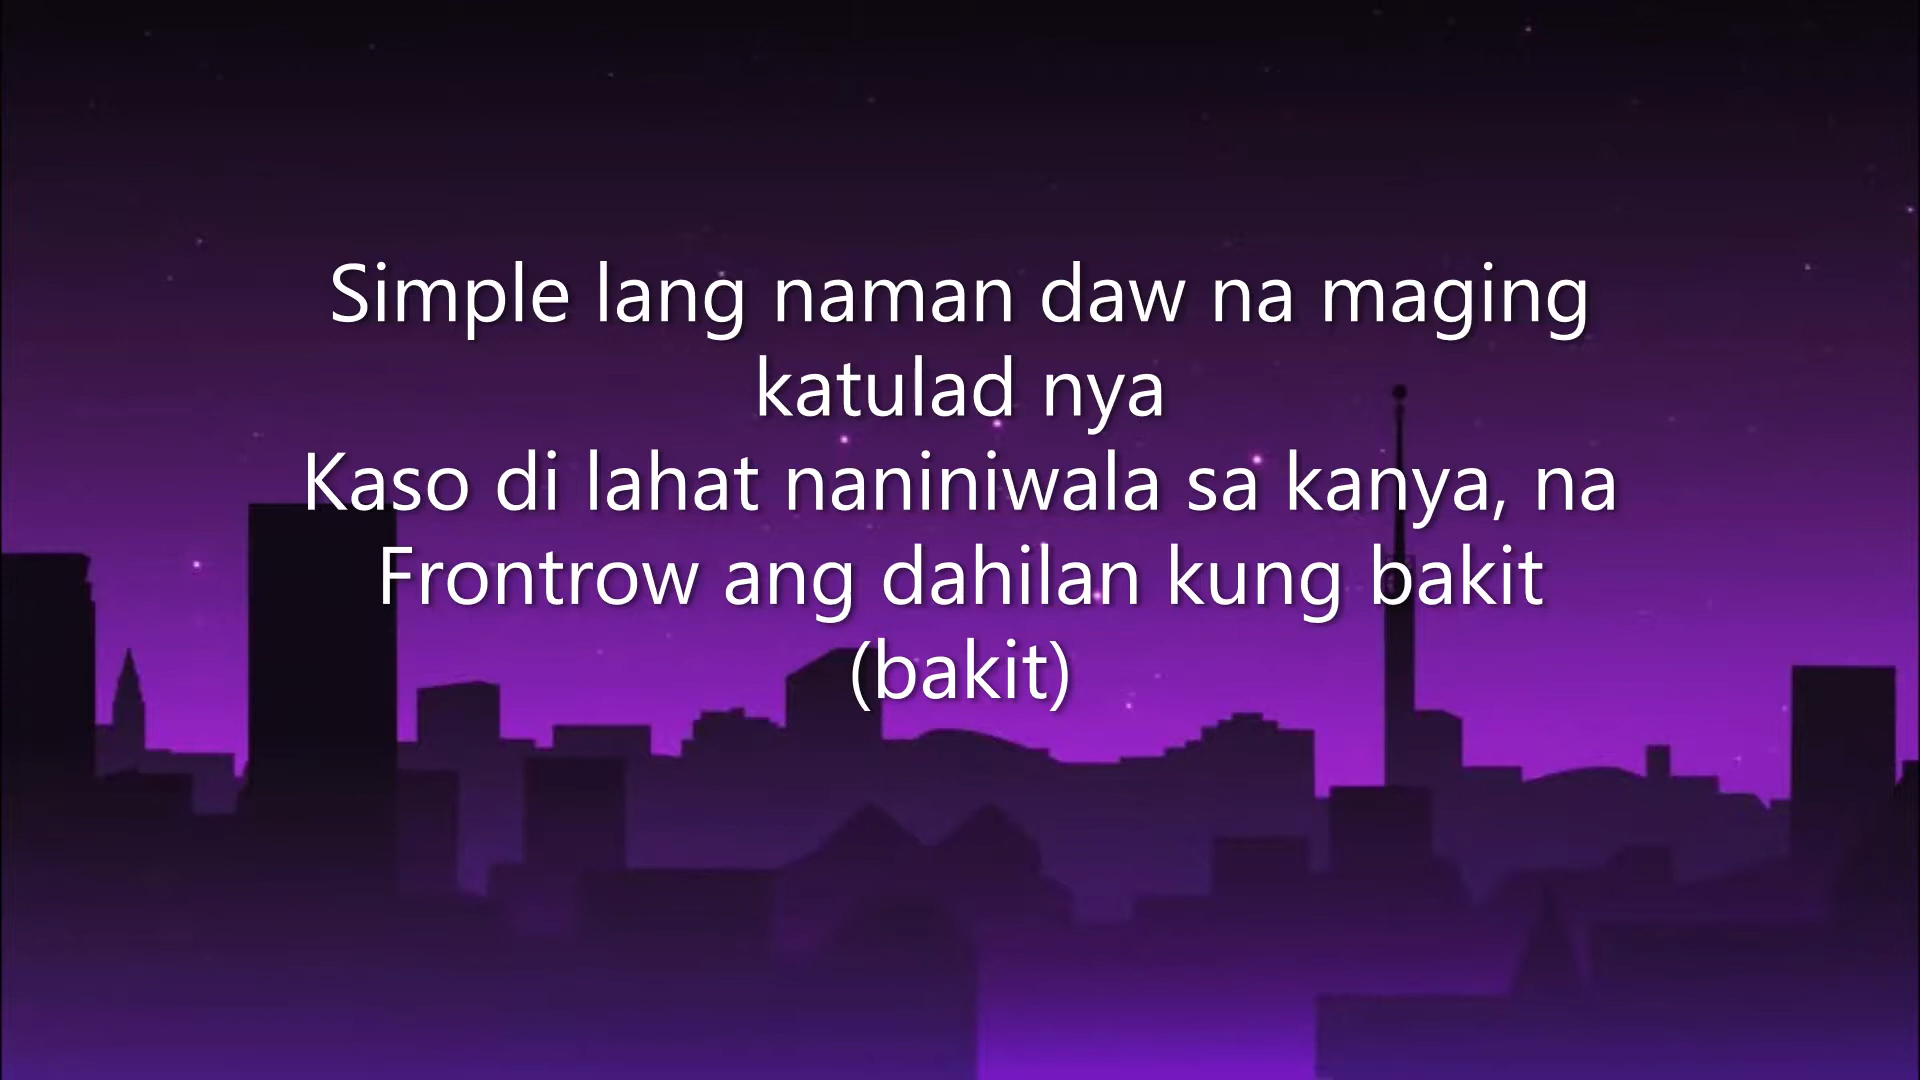 Simple lang naman daw na maging
katulad nya
Kaso di lahat naniniwala sa kanya, na
Frontrow ang dahilan kung bakit
(bakit)